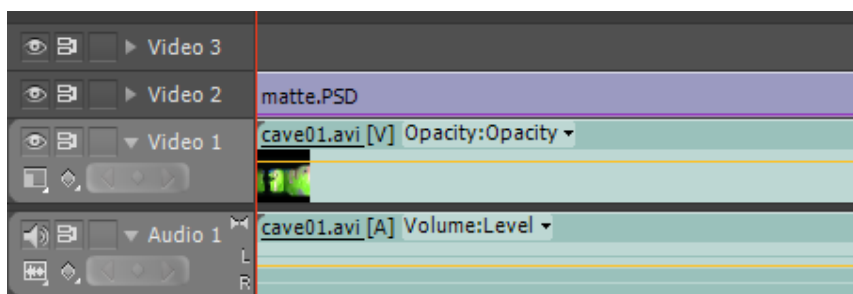 Video 3
Video 2 matte.PSD
Video 1 cave01.avi [V] Opacity:Opacity
Audio 1 cave01.avi [A] Volume:Level
L
R